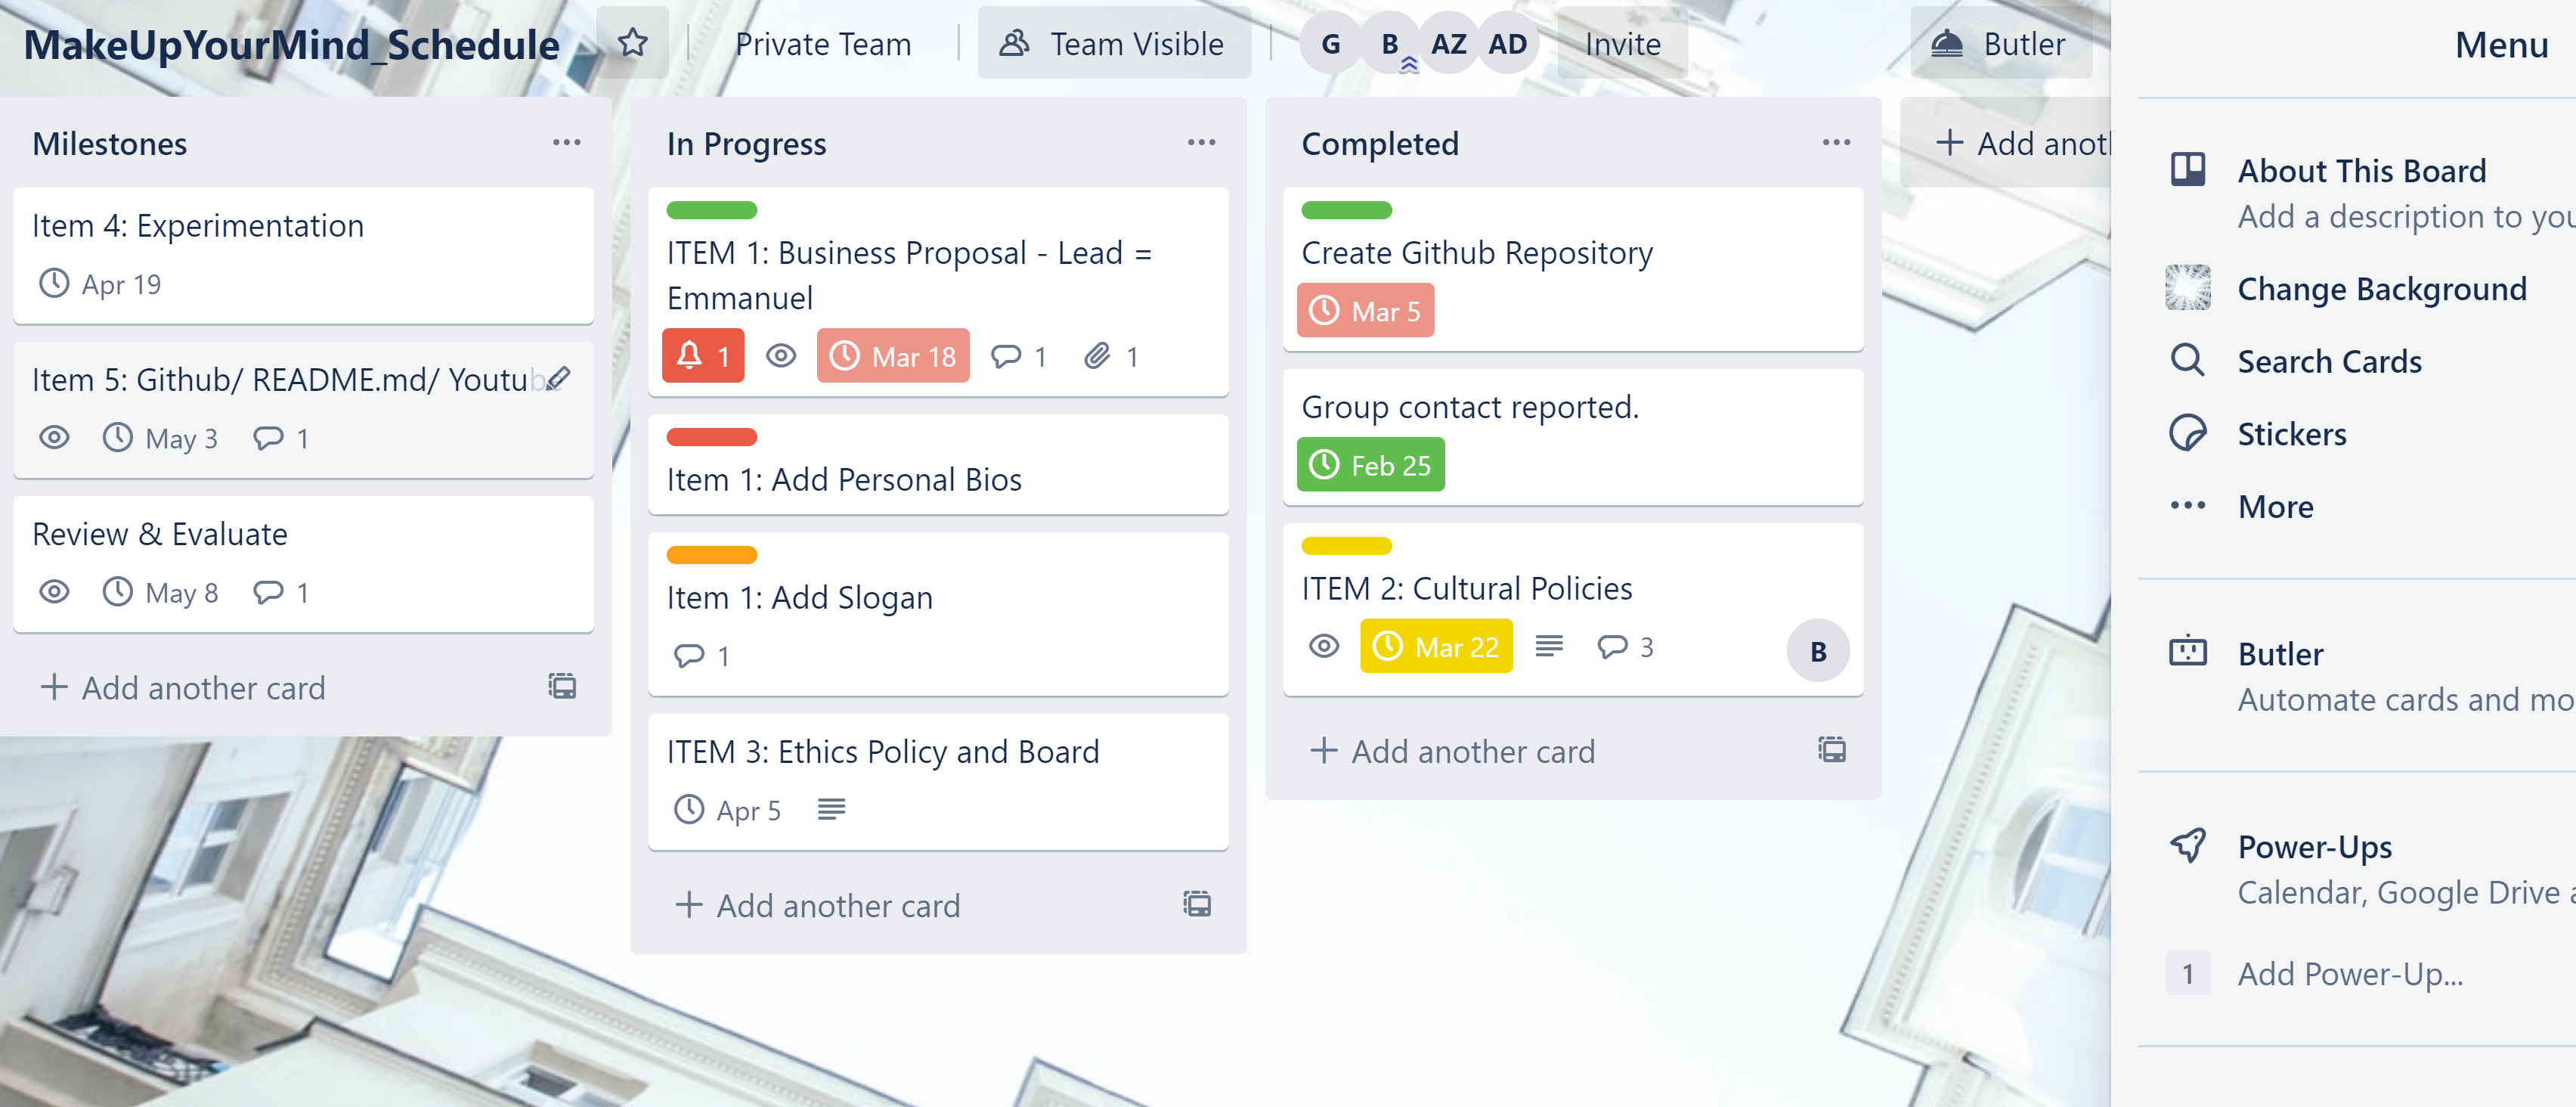 MakeUpYourMind_Schedule
Private Team
Team Visible
G B AZ AD
Invite
Butler
Menu
Milestones
Item 4: Experimentation
Apr 19
Item 5: Github/ README.md/ Youtube
May 3 1
Review & Evaluate
May 8 1
Add another card
In Progress
ITEM 1: Business Proposal - Lead =
Emmanuel
1 Mar 18 1 1
Item 1: Add Personal Bios
Item 1: Add Slogan
1
ITEM 3: Ethics Policy and Board
Apr 5
Add another card
Completed
Create Github Repository
Mar 5
Group contact reported.
Feb 25
ITEM 2: Cultural Policies
Mar 22 3
B
Add another card
Add anoth
About This Board
Add a description to you
Change Background
Search Cards
Stickers
More
Butler
Automate cards and mo
Power-Ups
Calendar, Google Drive a
1 Add Power-Up...